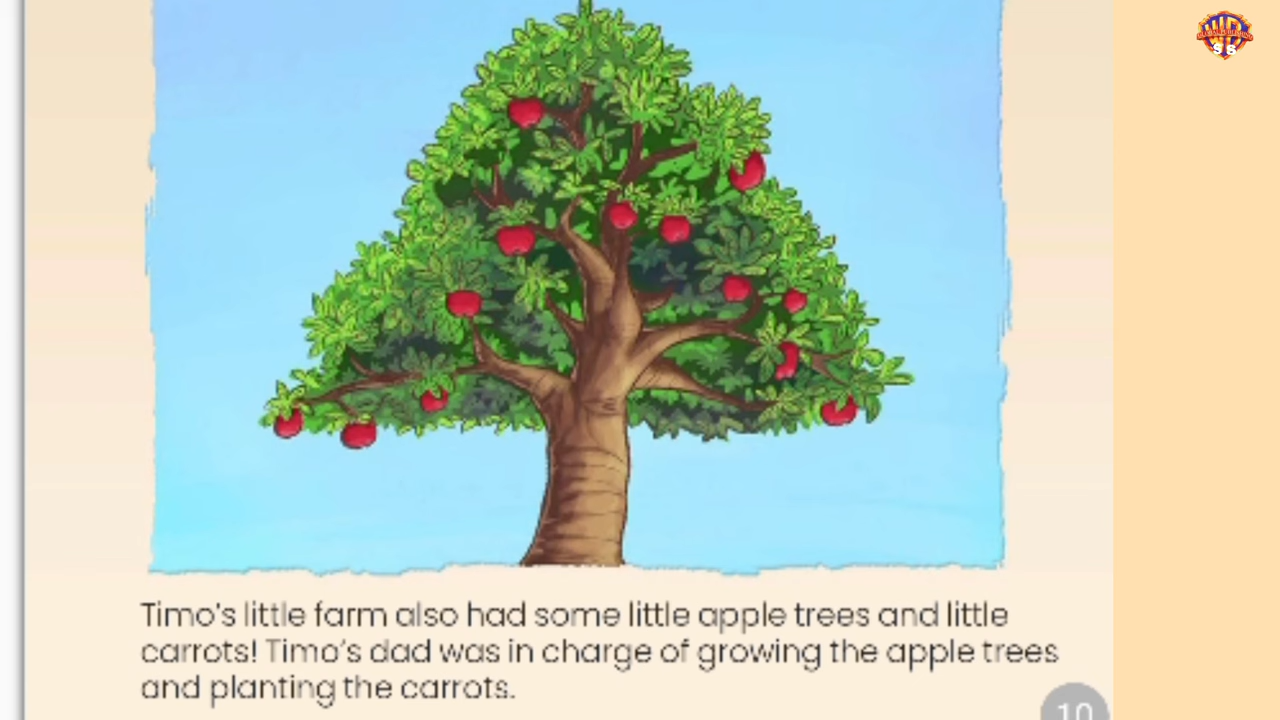 Timo's little farm also had some little apple trees and little
carrots! Timo's dad was in charge of growing the apple trees
and planting the carrots.
10